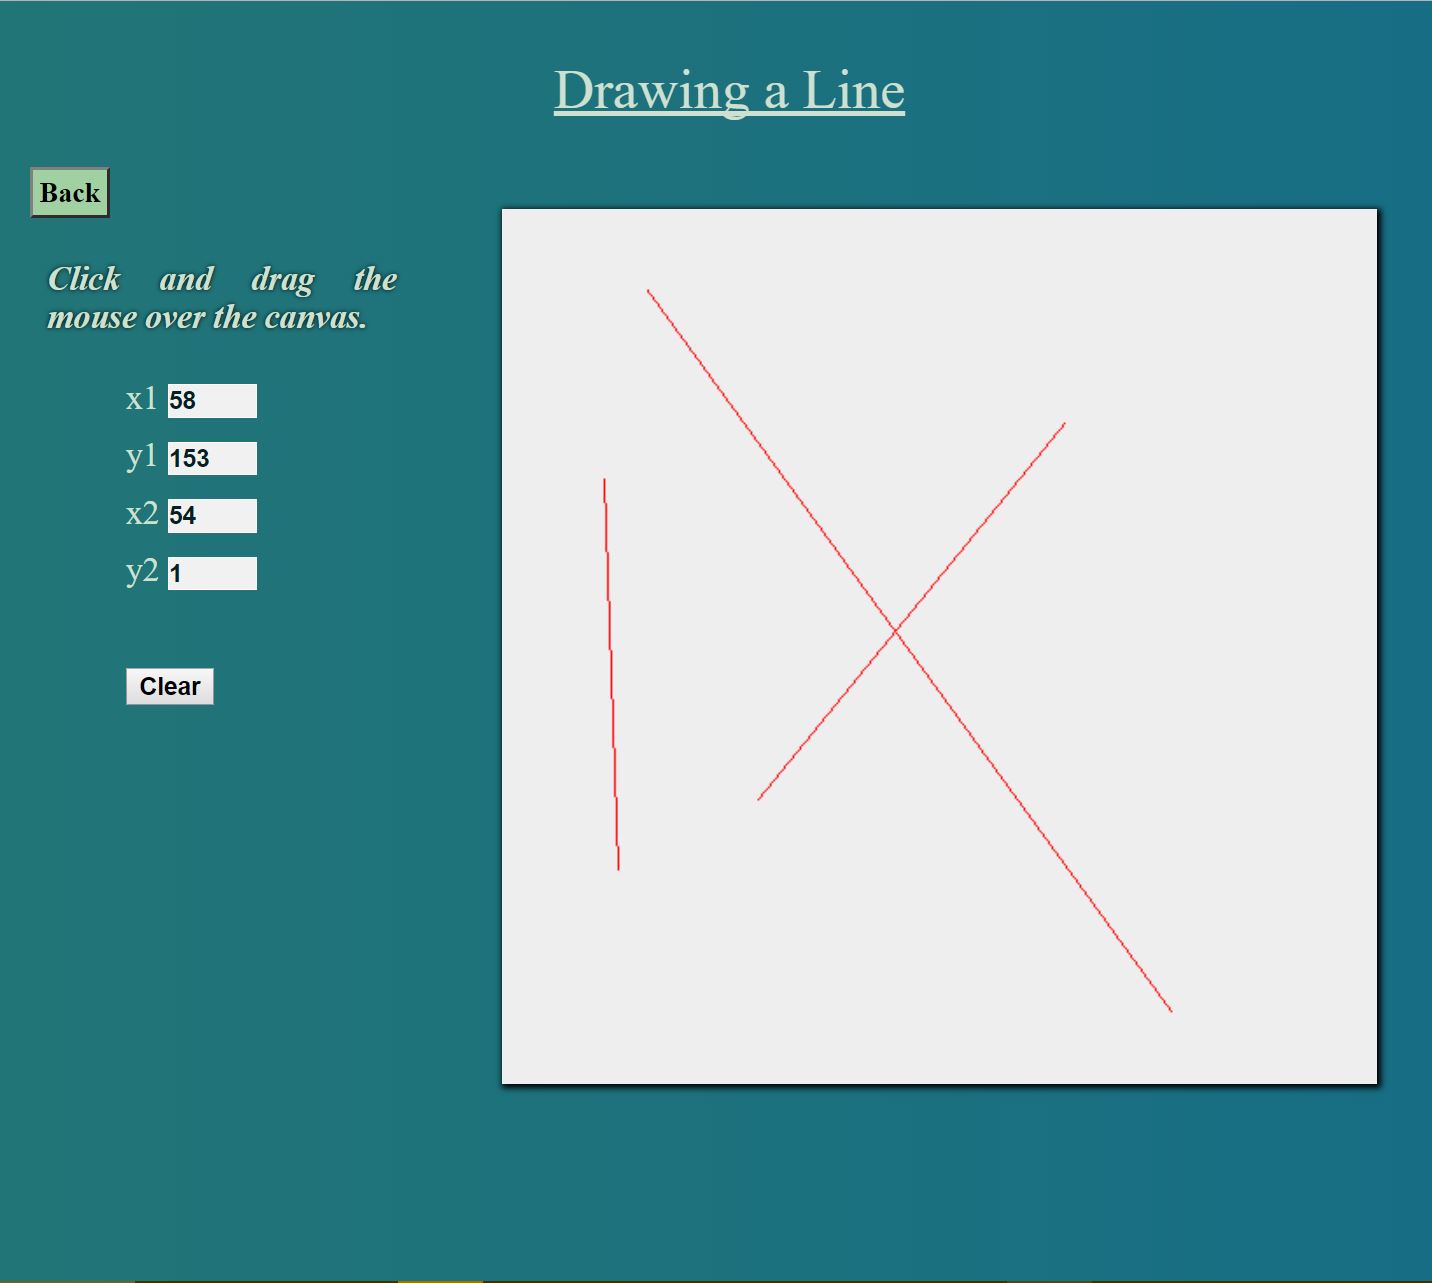 Drawing a Line
Back
Click and drag the
mouse over the canvas.
x1 58
y1 153
x2 54
y2 1
Clear